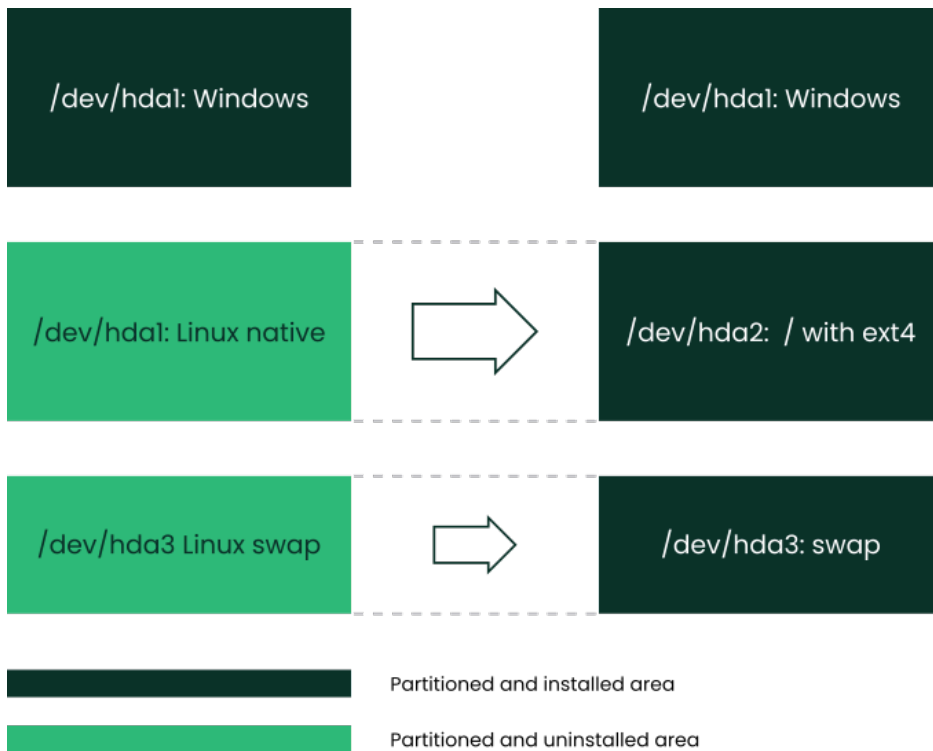 /dev/hda1: Windows
/dev/hda1: Windows
/dev/hda1: Linux native
/dev/hda2: / with ext4
/dev/hda3 Linux swap
/dev/hda3: swap
Partitioned and installed area
Partitioned and uninstalled area